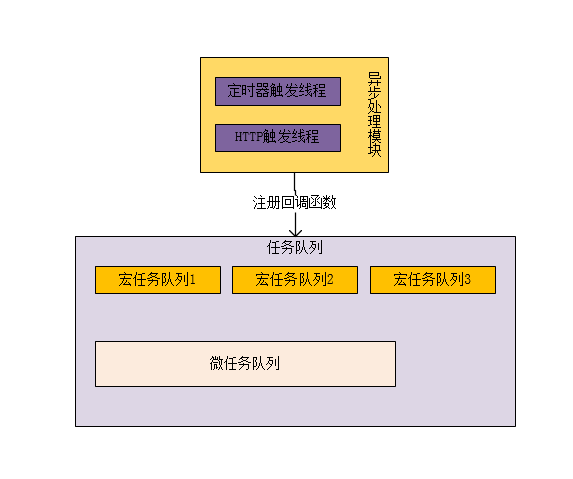 定时器触发线程
HTTP触发线程
异步处理模块
注册回调函数
任务队列
宏任务队列1
宏任务队列2
宏任务队列3
微任务队列